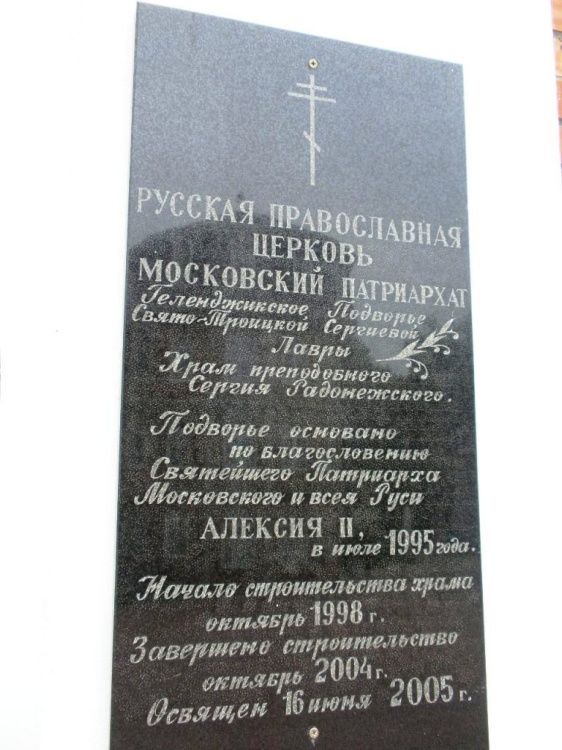 РУССКАЯ ПРАВОСЛАВНАЯ
ЦЕРКОВЬ
МОСКОВСКИЙ ПАТРИАРХАТ
Геленджикское Подворье
Свято-Троицкой Сергиевой
Лавры
Храм преподобного
Сергия Радонежского.
Подворье основано
по благословению
Святейшего Патриарха
Московского и всея Руси
АЛЕКСИЯ II,
в июле 1995 года.
Начало строительства храма
октябрь 1998 г.
Завершено строительство
октябрь 2004 г.
Освящен 16 июня 2005 г.